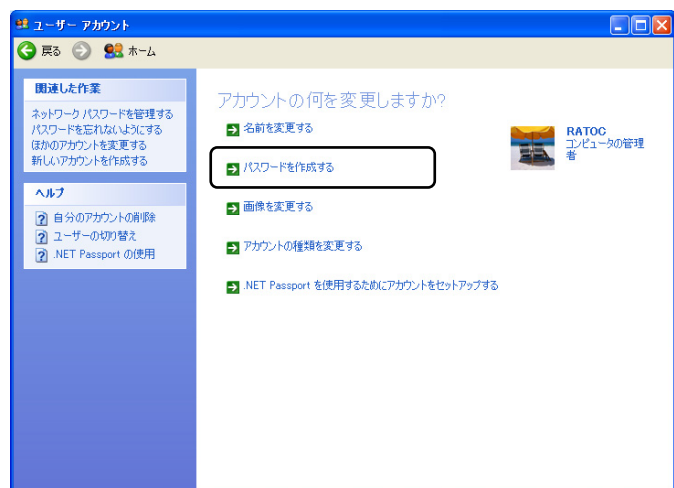 ユーザー アカウント
戻る
ホーム
関連した作業
ネットワーク パスワードを管理する
パスワードを忘れないようにする
ほかのアカウントを変更する
新しいアカウントを作成する
ヘルプ
自分のアカウントの削除
ユーザーの切り替え
.NET Passport の使用
アカウントの何を変更しますか?
名前を変更する
パスワードを作成する
画像を変更する
アカウントの種類を変更する
.NET Passport を使用するためにアカウントをセットアップする
RATOC
コンピュータの管理
者